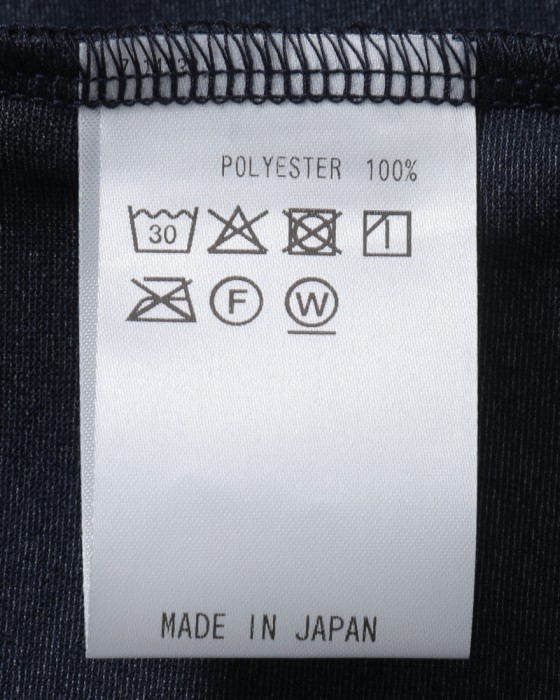 POLYESTER 100%
30
F W
MADE IN JAPAN